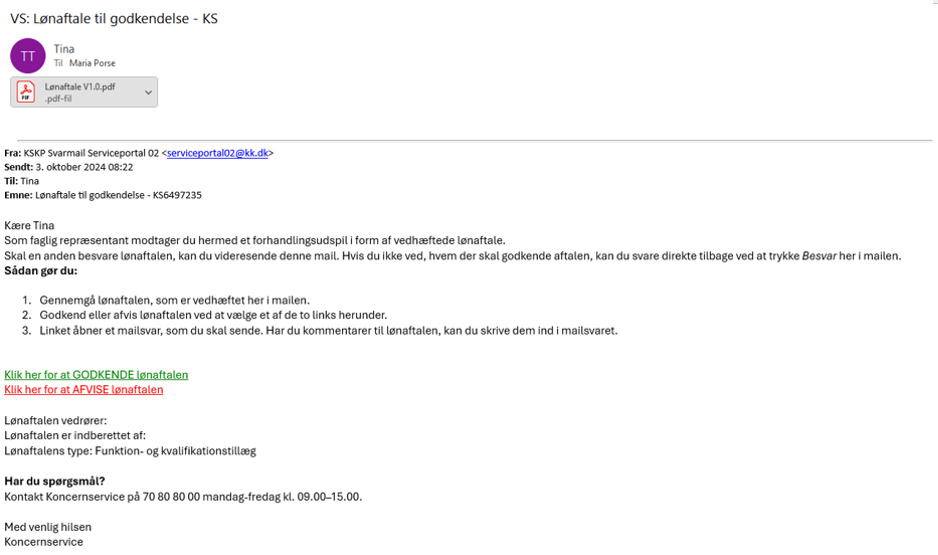 VS: Lønaftale til godkendelse - KS
TT
Tina
Til Maria Porse
Lønaftale V1.0.pdf
.pdf-fil
PDF
Fra: KSKP Svarmail Serviceportal 02 <serviceportal02@kk.dk>
Sendt: 3. oktober 2024 08:22
Til: Tina
Emne: Lønaftale til godkendelse - KS6497235
Kære Tina
Som faglig repræsentant modtager du hermed et forhandlingsudspil i form af vedhæftede lønaftale.
Skal en anden besvare lønaftalen, kan du videresende denne mail. Hvis du ikke ved, hvem der skal godkende aftalen, kan du svare direkte tilbage ved at trykke Besvar her i mailen.
Sådan gør du:
1. Gennemgå lønaftalen, som er vedhæftet her i mailen.
2. Godkend eller afvis lønaftalen ved at vælge et af de to links herunder.
3. Linket åbner et mailsvar, som du skal sende. Har du kommentarer til lønaftalen, kan du skrive dem ind i mailsvaret.
Klik her for at GODKENDE lønaftalen
Klik her for at AFVISE lønaftalen
Lønaftalen vedrører:
Lønaftalen er indberettet af:
Lønaftalens type: Funktion- og kvalifikationstillæg
Har du spørgsmål?
Kontakt Koncernservice på 70 80 80 00 mandag-fredag kl. 09.00–15.00.
Med venlig hilsen
Koncernservice